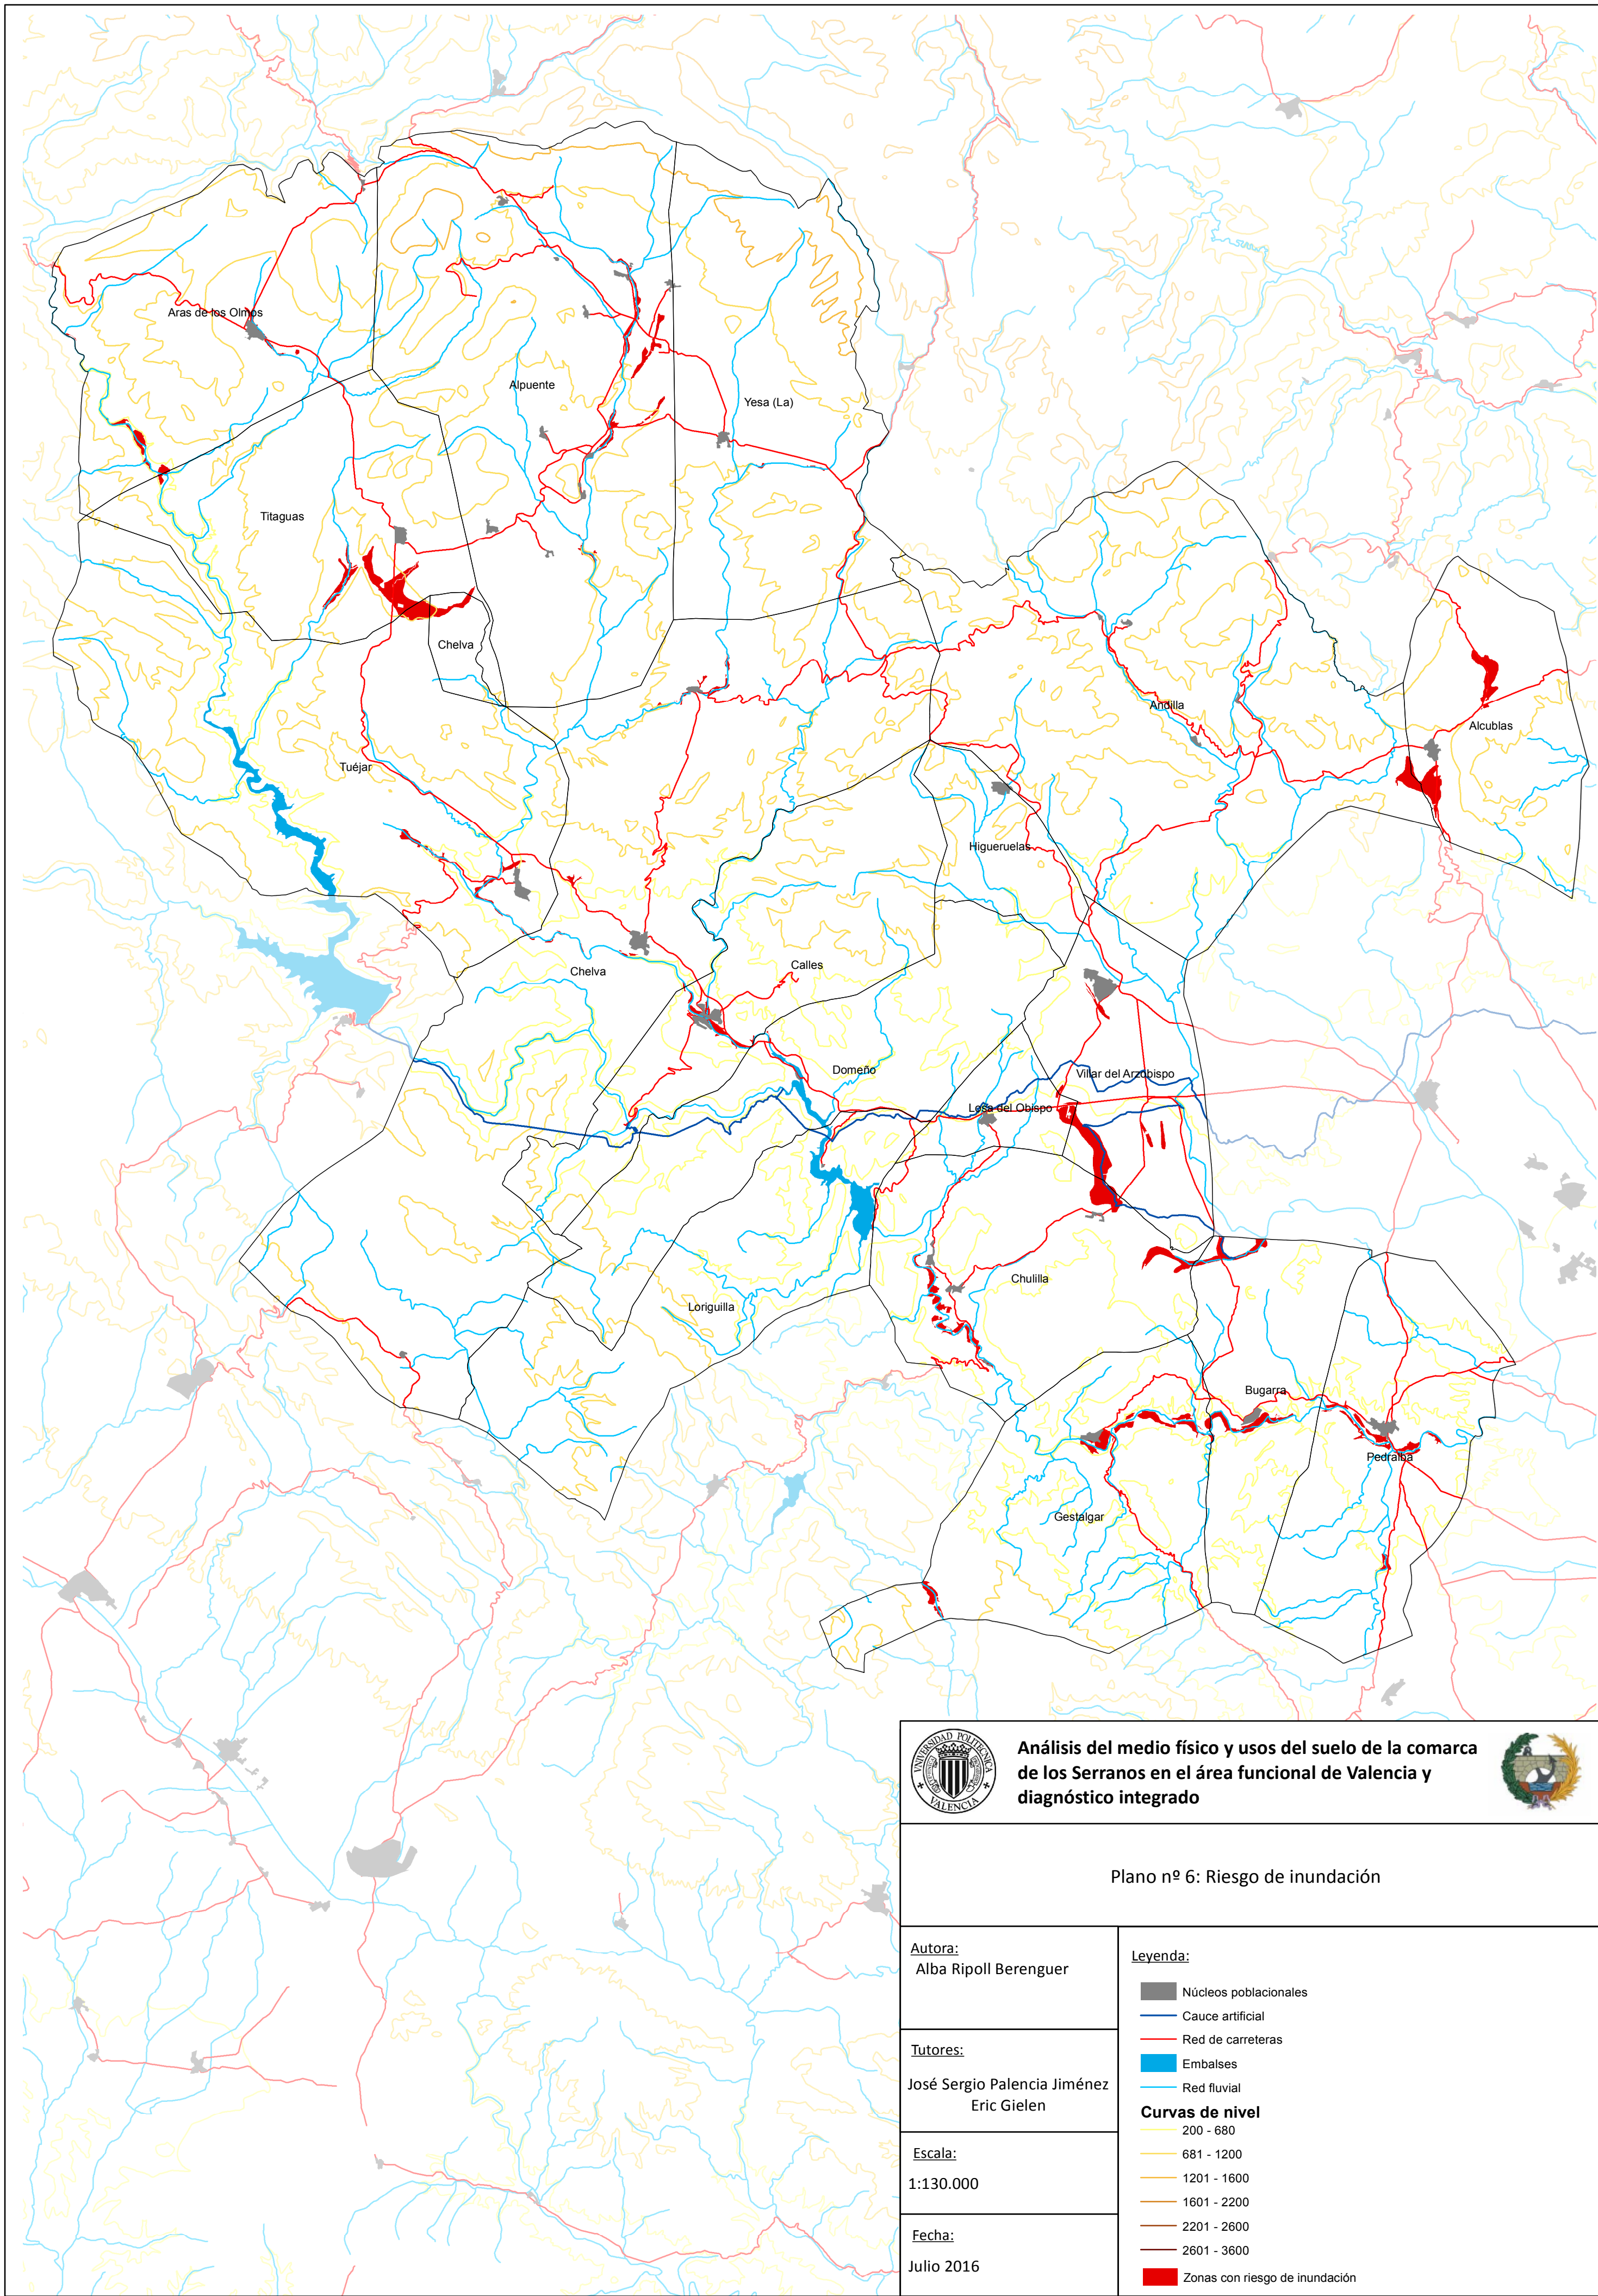 Aras de los Olmos
Alpuente
Yesa (La)
Titaguas
Chelva
Andilla
Alcublas
Tuéjar
Higueruelas
Chelva
Calles
Domeño
Villar del Arzobispo
Losa del Obispo
Chulilla
Loriguilla
Bugarra
Pedralba
Gestalgar
UNIVERSIDAD POLITECNICA
VALENCIA
Análisis del medio físico y usos del suelo de la comarca
de los Serranos en el área funcional de Valencia y
diagnóstico integrado
Plano nº 6: Riesgo de inundación
Autora:
Alba Ripoll Berenguer
Tutores:
José Sergio Palencia Jiménez
Eric Gielen
Escala:
1:130.000
Fecha:
Julio 2016
Leyenda:
Núcleos poblacionales
Cauce artificial
Red de carreteras
Embalses
Red fluvial
Curvas de nivel
200 - 680
681 - 1200
1201 - 1600
1601 - 2200
2201 - 2600
2601 - 3600
Zonas con riesgo de inundación